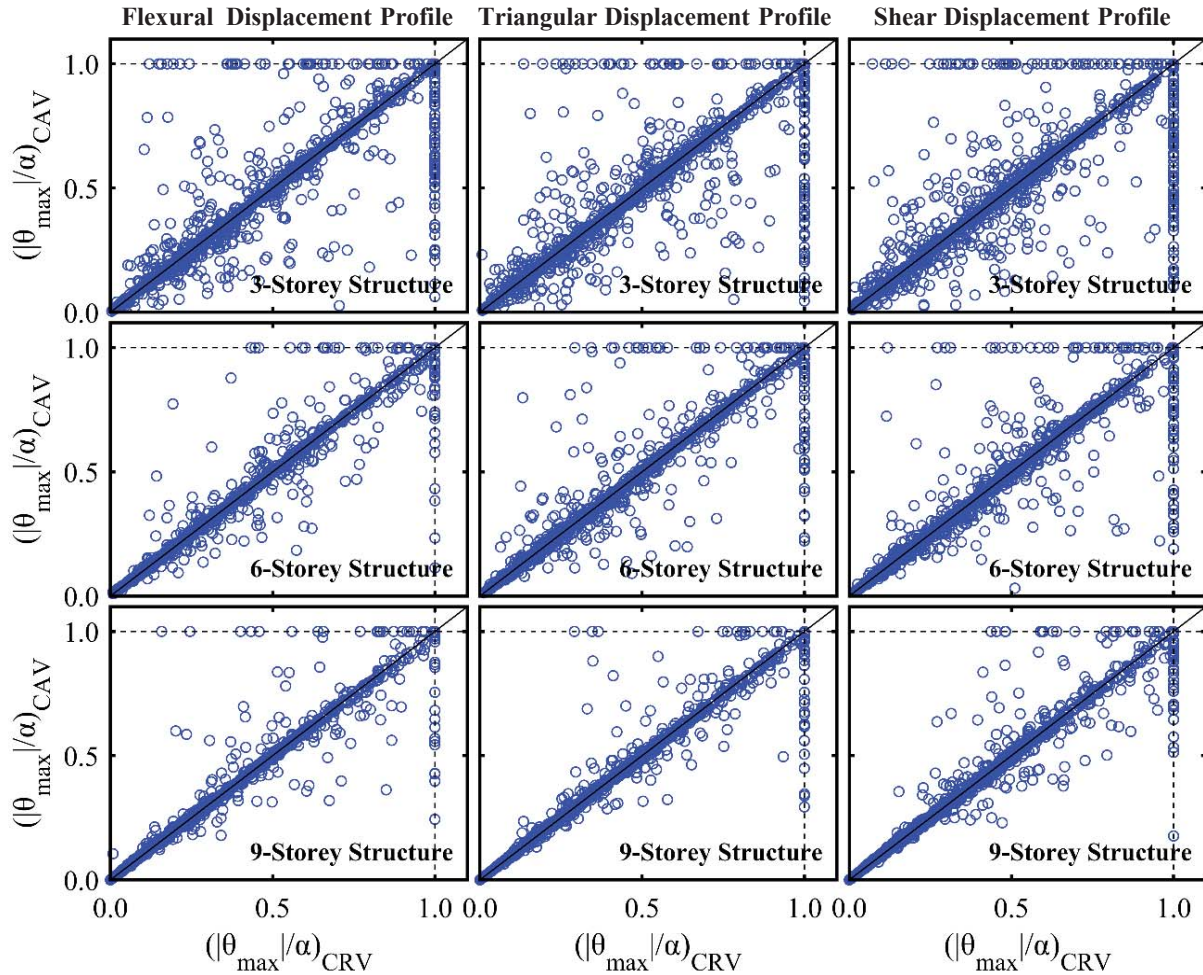 Flexural Displacement Profile
Triangular Displacement Profile
Shear Displacement Profile
1.0
(|θmax|/α)CAV
0.5
0.0
3-Storey Structure
3-Storey Structure
3-Storey Structure
1.0
(|θmax|/α)CAV
0.5
0.0
6-Storey Structure
6-Storey Structure
6-Storey Structure
1.0
(|θmax|/α)CAV
0.5
0.0
9-Storey Structure
9-Storey Structure
9-Storey Structure
0.0 0.5 1.0
0.0 0.5 1.0
0.0 0.5 1.0
(|θmax|/α)CRV
(|θmax|/α)CRV
(|θmax|/α)CRV